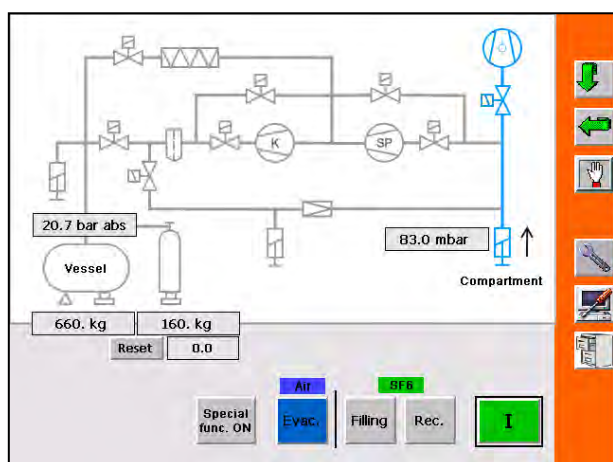 K
SP
20.7 bar abs
83.0 mbar
Vessel
Compartment
660. kg
160. kg
Reset
0.0
Air
SF6
Special
func. ON
Evac.
Filling
Rec.
I